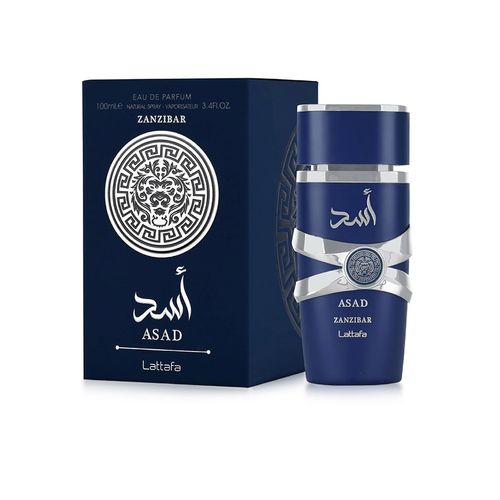 EAU DE PARFUM
100mLe NATURAL SPRAY - VAPORISATEUR 3.4FL.OZ.
ZANZIBAR
أسد
ASAD
Lattafa
أسد
ASAD
ZANZIBAR
Lattafa